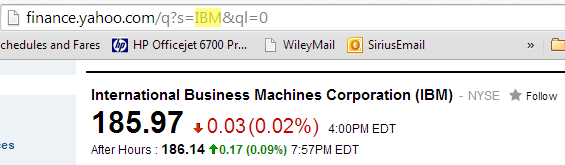 finance.yahoo.com/q?s=IBM&ql=0
chedules and Fares HP Officejet 6700 Pr... WileyMail SiriusEmail »
International Business Machines Corporation (IBM) - NYSE Follow
185.97 0.03(0.02%) 4:00PM EDT
ces
After Hours : 186.14 0.17 (0.09%) 7:57PM EDT